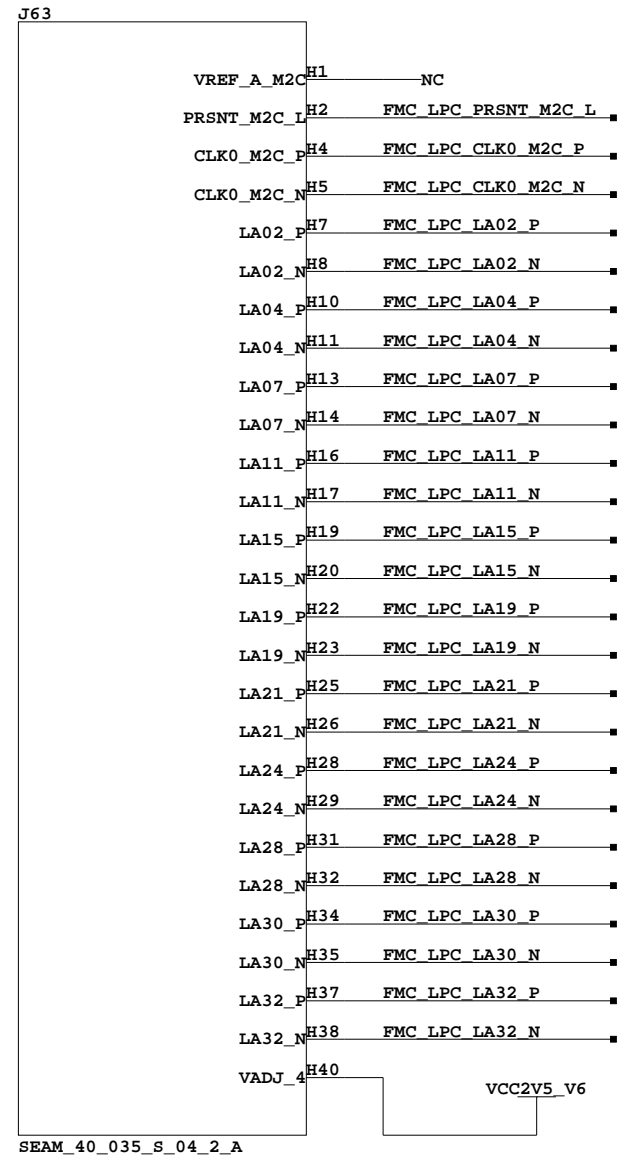 J63
VREF_A_M2C H1 NC
PRSNT_M2C_L H2 FMC_LPC_PRSNT_M2C_L
CLK0_M2C_P H4 FMC_LPC_CLK0_M2C_P
CLK0_M2C_N H5 FMC_LPC_CLK0_M2C_N
LA02_P H7 FMC_LPC_LA02_P
LA02_N H8 FMC_LPC_LA02_N
LA04_P H10 FMC_LPC_LA04_P
LA04_N H11 FMC_LPC_LA04_N
LA07_P H13 FMC_LPC_LA07_P
LA07_N H14 FMC_LPC_LA07_N
LA11_P H16 FMC_LPC_LA11_P
LA11_N H17 FMC_LPC_LA11_N
LA15_P H19 FMC_LPC_LA15_P
LA15_N H20 FMC_LPC_LA15_N
LA19_P H22 FMC_LPC_LA19_P
LA19_N H23 FMC_LPC_LA19_N
LA21_P H25 FMC_LPC_LA21_P
LA21_N H26 FMC_LPC_LA21_N
LA24_P H28 FMC_LPC_LA24_P
LA24_N H29 FMC_LPC_LA24_N
LA28_P H31 FMC_LPC_LA28_P
LA28_N H32 FMC_LPC_LA28_N
LA30_P H34 FMC_LPC_LA30_P
LA30_N H35 FMC_LPC_LA30_N
LA32_P H37 FMC_LPC_LA32_P
LA32_N H38 FMC_LPC_LA32_N
VADJ_4 H40
VCC2V5_V6
SEAM_40_035_S_04_2_A